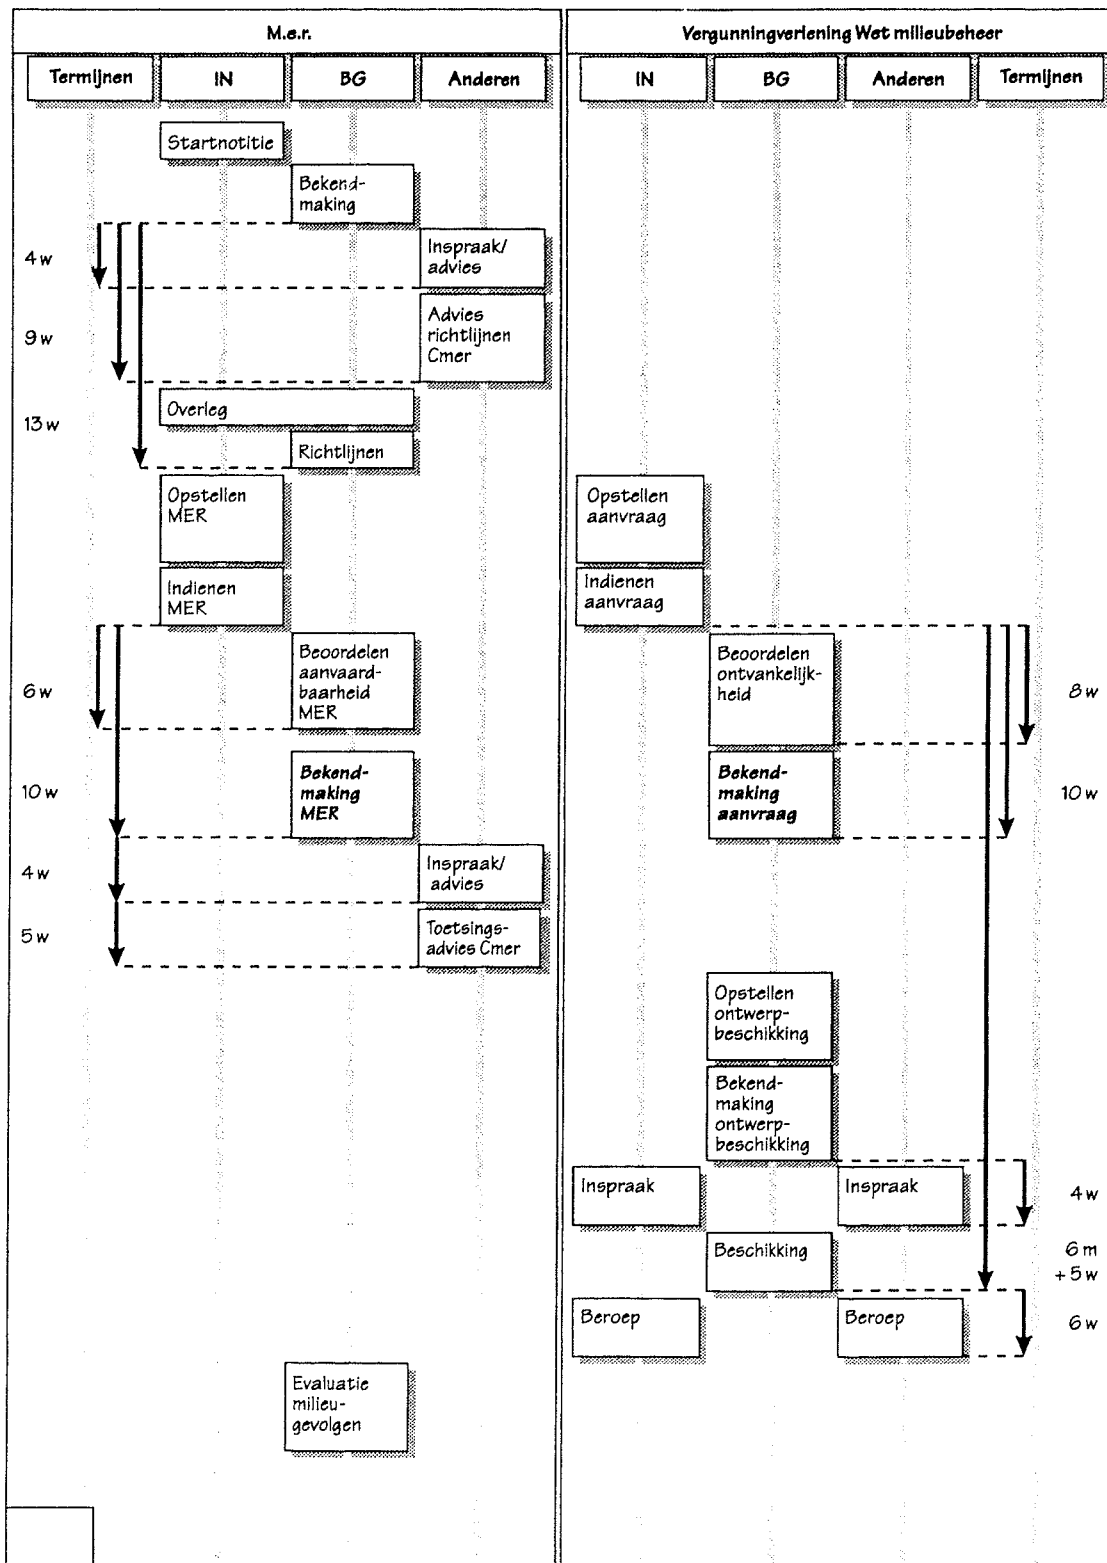 M.e.r.
Vergunningverlening Wet milieubeheer
Termijnen
IN
BG
Anderen
IN
BG
Anderen
Termijnen
Startnotitie
Bekend-
making
4 w
Inspraak/
advies
9 w
Advies
richtlijnen
Cmer
13 w
Overleg
Richtlijnen
Opstellen
MER
Opstellen
aanvraag
Indienen
MER
Indienen
aanvraag
6 w
Beoordelen
aanvaard-
baarheid
MER
Beoordelen
ontvankelijk-
heid
8 w
10 w
Bekend-
making
MER
Bekend-
making
aanvraag
10 w
4 w
Inspraak/
advies
5 w
Toetsings-
advies Cmer
Opstellen
ontwerp-
beschikking
Bekend-
making
ontwerp-
beschikking
Inspraak
Inspraak
4 w
Beschikking
6 m
+ 5 w
Beroep
Beroep
6 w
Evaluatie
milieu-
gevolgen